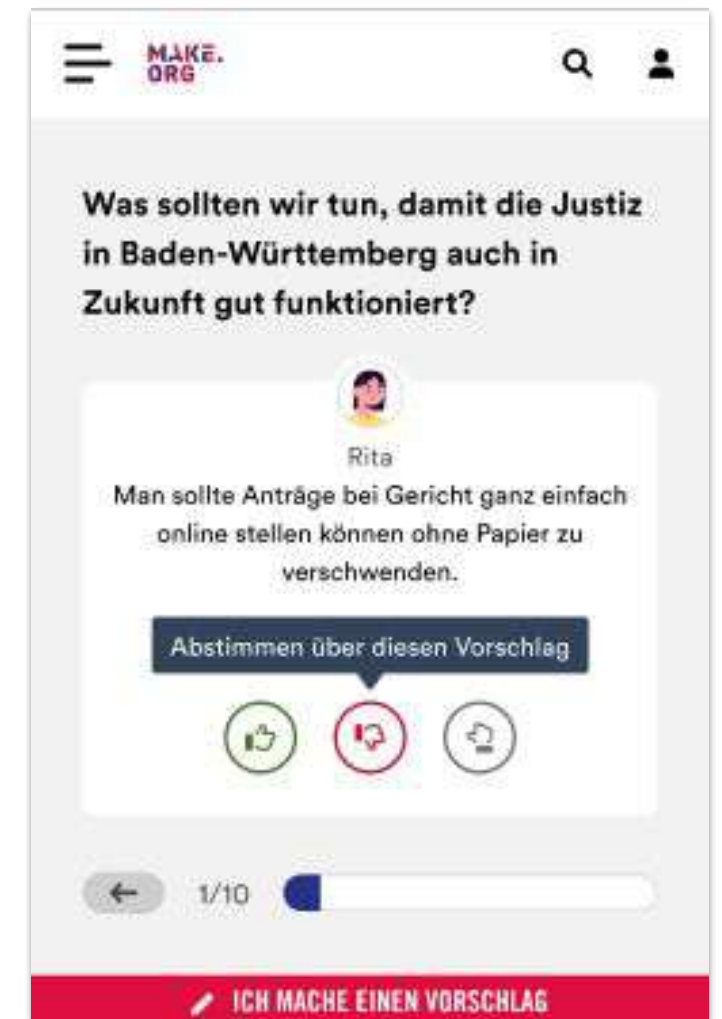 MAKE.
ORG
Was sollten wir tun, damit die Justiz
in Baden-Württemberg auch in
Zukunft gut funktioniert?
Rita
Man sollte Anträge bei Gericht ganz einfach
online stellen können ohne Papier zu
verschwenden.
Abstimmen über diesen Vorschlag
1/10
ICH MACHE EINEN VORSCHLAG